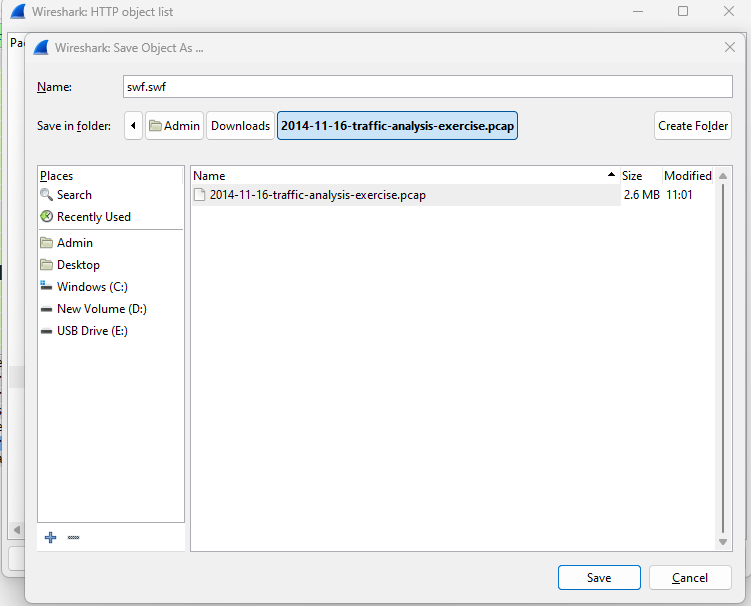 Wireshark: HTTP object list
Pac
Wireshark: Save Object As ...
Name: swf.swf
Save in folder: Admin Downloads 2014-11-16-traffic-analysis-exercise.pcap Create Folder
Places Name Size Modified
Search 2014-11-16-traffic-analysis-exercise.pcap 2.6 MB 11:01
Recently Used
Admin
Desktop
Windows (C:)
New Volume (D:)
USB Drive (E:)
Save Cancel